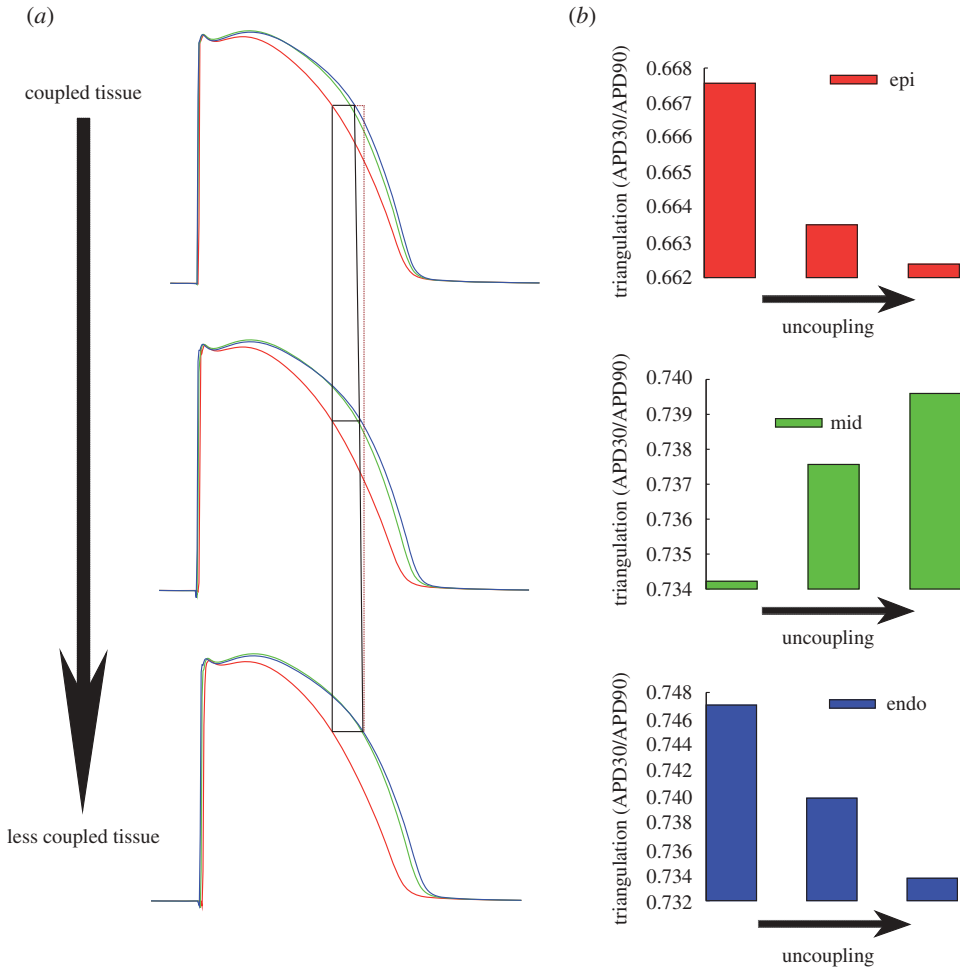 (a)
coupled tissue
less coupled tissue
(b)
triangulation (APD30/APD90)
0.668
0.667
0.666
0.665
0.664
0.663
0.662
epi
uncoupling
triangulation (APD30/APD90)
0.740
0.739
0.738
0.737
0.736
0.735
0.734
mid
uncoupling
triangulation (APD30/APD90)
0.748
0.746
0.744
0.742
0.740
0.738
0.736
0.734
0.732
endo
uncoupling